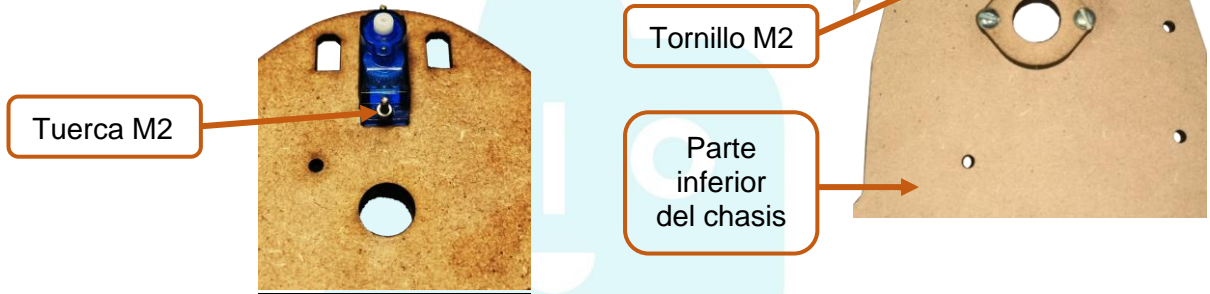 Tornillo M2
Tuerca M2
Parte
inferior
del chasis